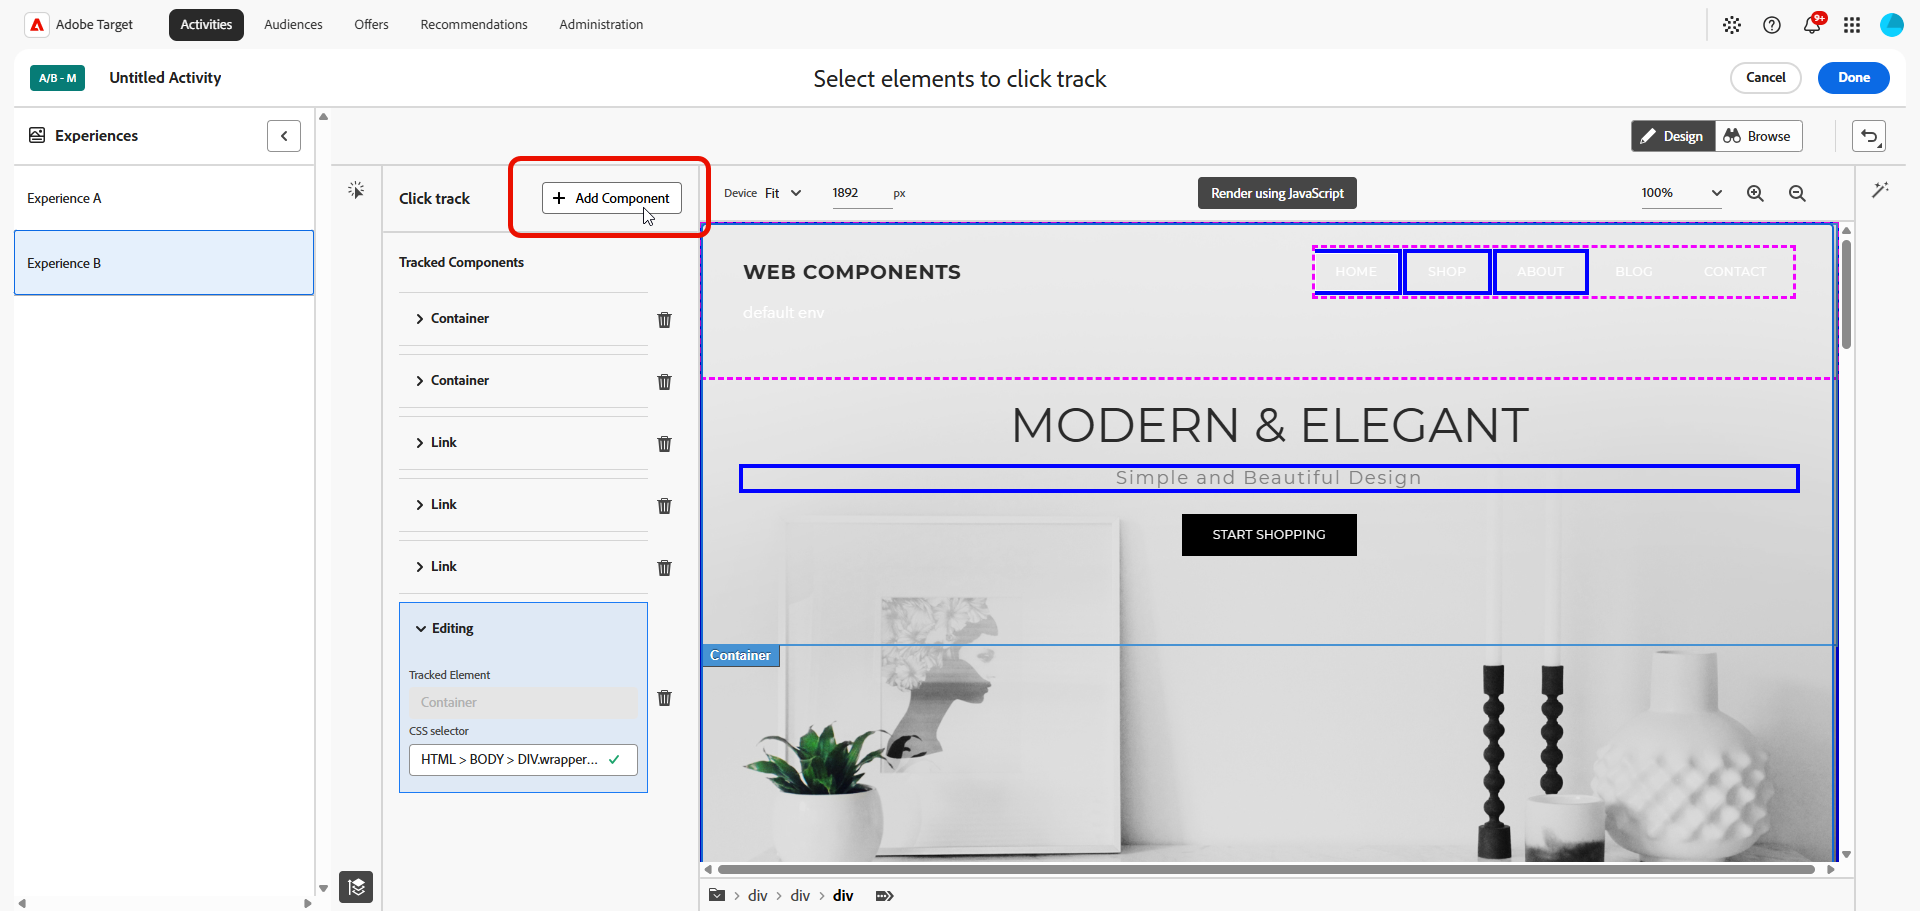 Adobe Target
Activities
Audiences
Offers
Recommendations
Administration
9+
A/B - M
Untitled Activity
Select elements to click track
Cancel
Done
Experiences
Design
Browse
Experience A
Experience B
Click track
Add Component
Device
Fit
1892
px
Render using JavaScript
100%
Tracked Components
Container
Container
Link
Link
Link
Editing
Tracked Element
Container
CSS selector
HTML > BODY > DIV.wrapper...
WEB COMPONENTS
default env
HOME
SHOP
ABOUT
BLOG
CONTACT
MODERN & ELEGANT
Simple and Beautiful Design
START SHOPPING
Container
div > div > div